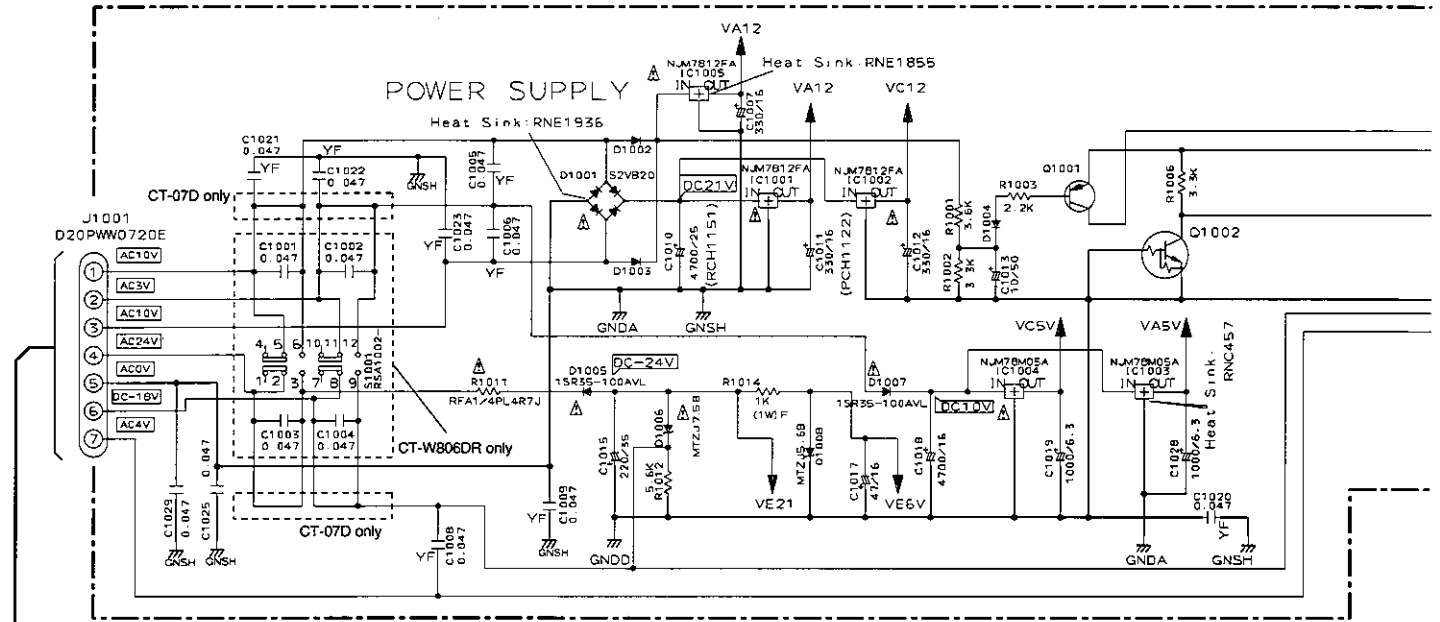 VA12
NJM7812FA
IC1005
IN OUT
Heat Sink:RNE1855
C1007
330/16
POWER SUPPLY
Heat Sink:RNE1936
VA12
VC12
C1021
0.047
YF
YF
C1022
0.047
GNSH
C1005
0.047
YF
D1002
D1001
S2VB20
DC21V
NJM7812FA
IC1001
IN OUT
NJM7812FA
IC1002
IN OUT
Q1001
R1003
2.2K
R1006
3.3K
CT-07D only
J1001
D20PWW0720E
C1023
0.047
YF
C1006
0.047
YF
D1003
C1010
4700/25
(RCH1151)
C1011
330/16
(PCH1122)
C1012
330/16
R1001
3.6K
D1004
R1002
3.3K
C1013
10/50
Q1002
AC10V
AC3V
AC10V
AC24V
AC0V
DC-18V
AC4V
1
2
3
4
5
6
7
C1001
0.047
C1002
0.047
4 5 6 10 11 12
1 2 3 7 8 9
S1001
RSA1002
C1003
0.047
C1004
0.047
CT-W806DR only
CT-07D only
GNDA
GNSH
R1011
RFA1/4PL4R7J
D1005
1SR35-100AVL
DC-24V
D1006
MTZJ7.5B
C1015
220/35
5.6K
R1012
R1014
1K
(1W)F
MTZJ5.6B
D1008
D1007
1SR35-100AVL
DC10V
C1017
47/16
C1018
4700/16
VE21
VE6V
VC5V
VA5V
NJM78M05A
IC1004
IN OUT
NJM78M05A
IC1003
IN OUT
Heat Sink:
RNC457
C1019
1000/6.3
C1028
1000/6.3
C1020
0.047
YF
C1029
0.047
C1025
0.047
GNSH
GNSH
C1008
0.047
YF
C1009
0.047
YF
GNSH
GNDD
GNDA
GNSH